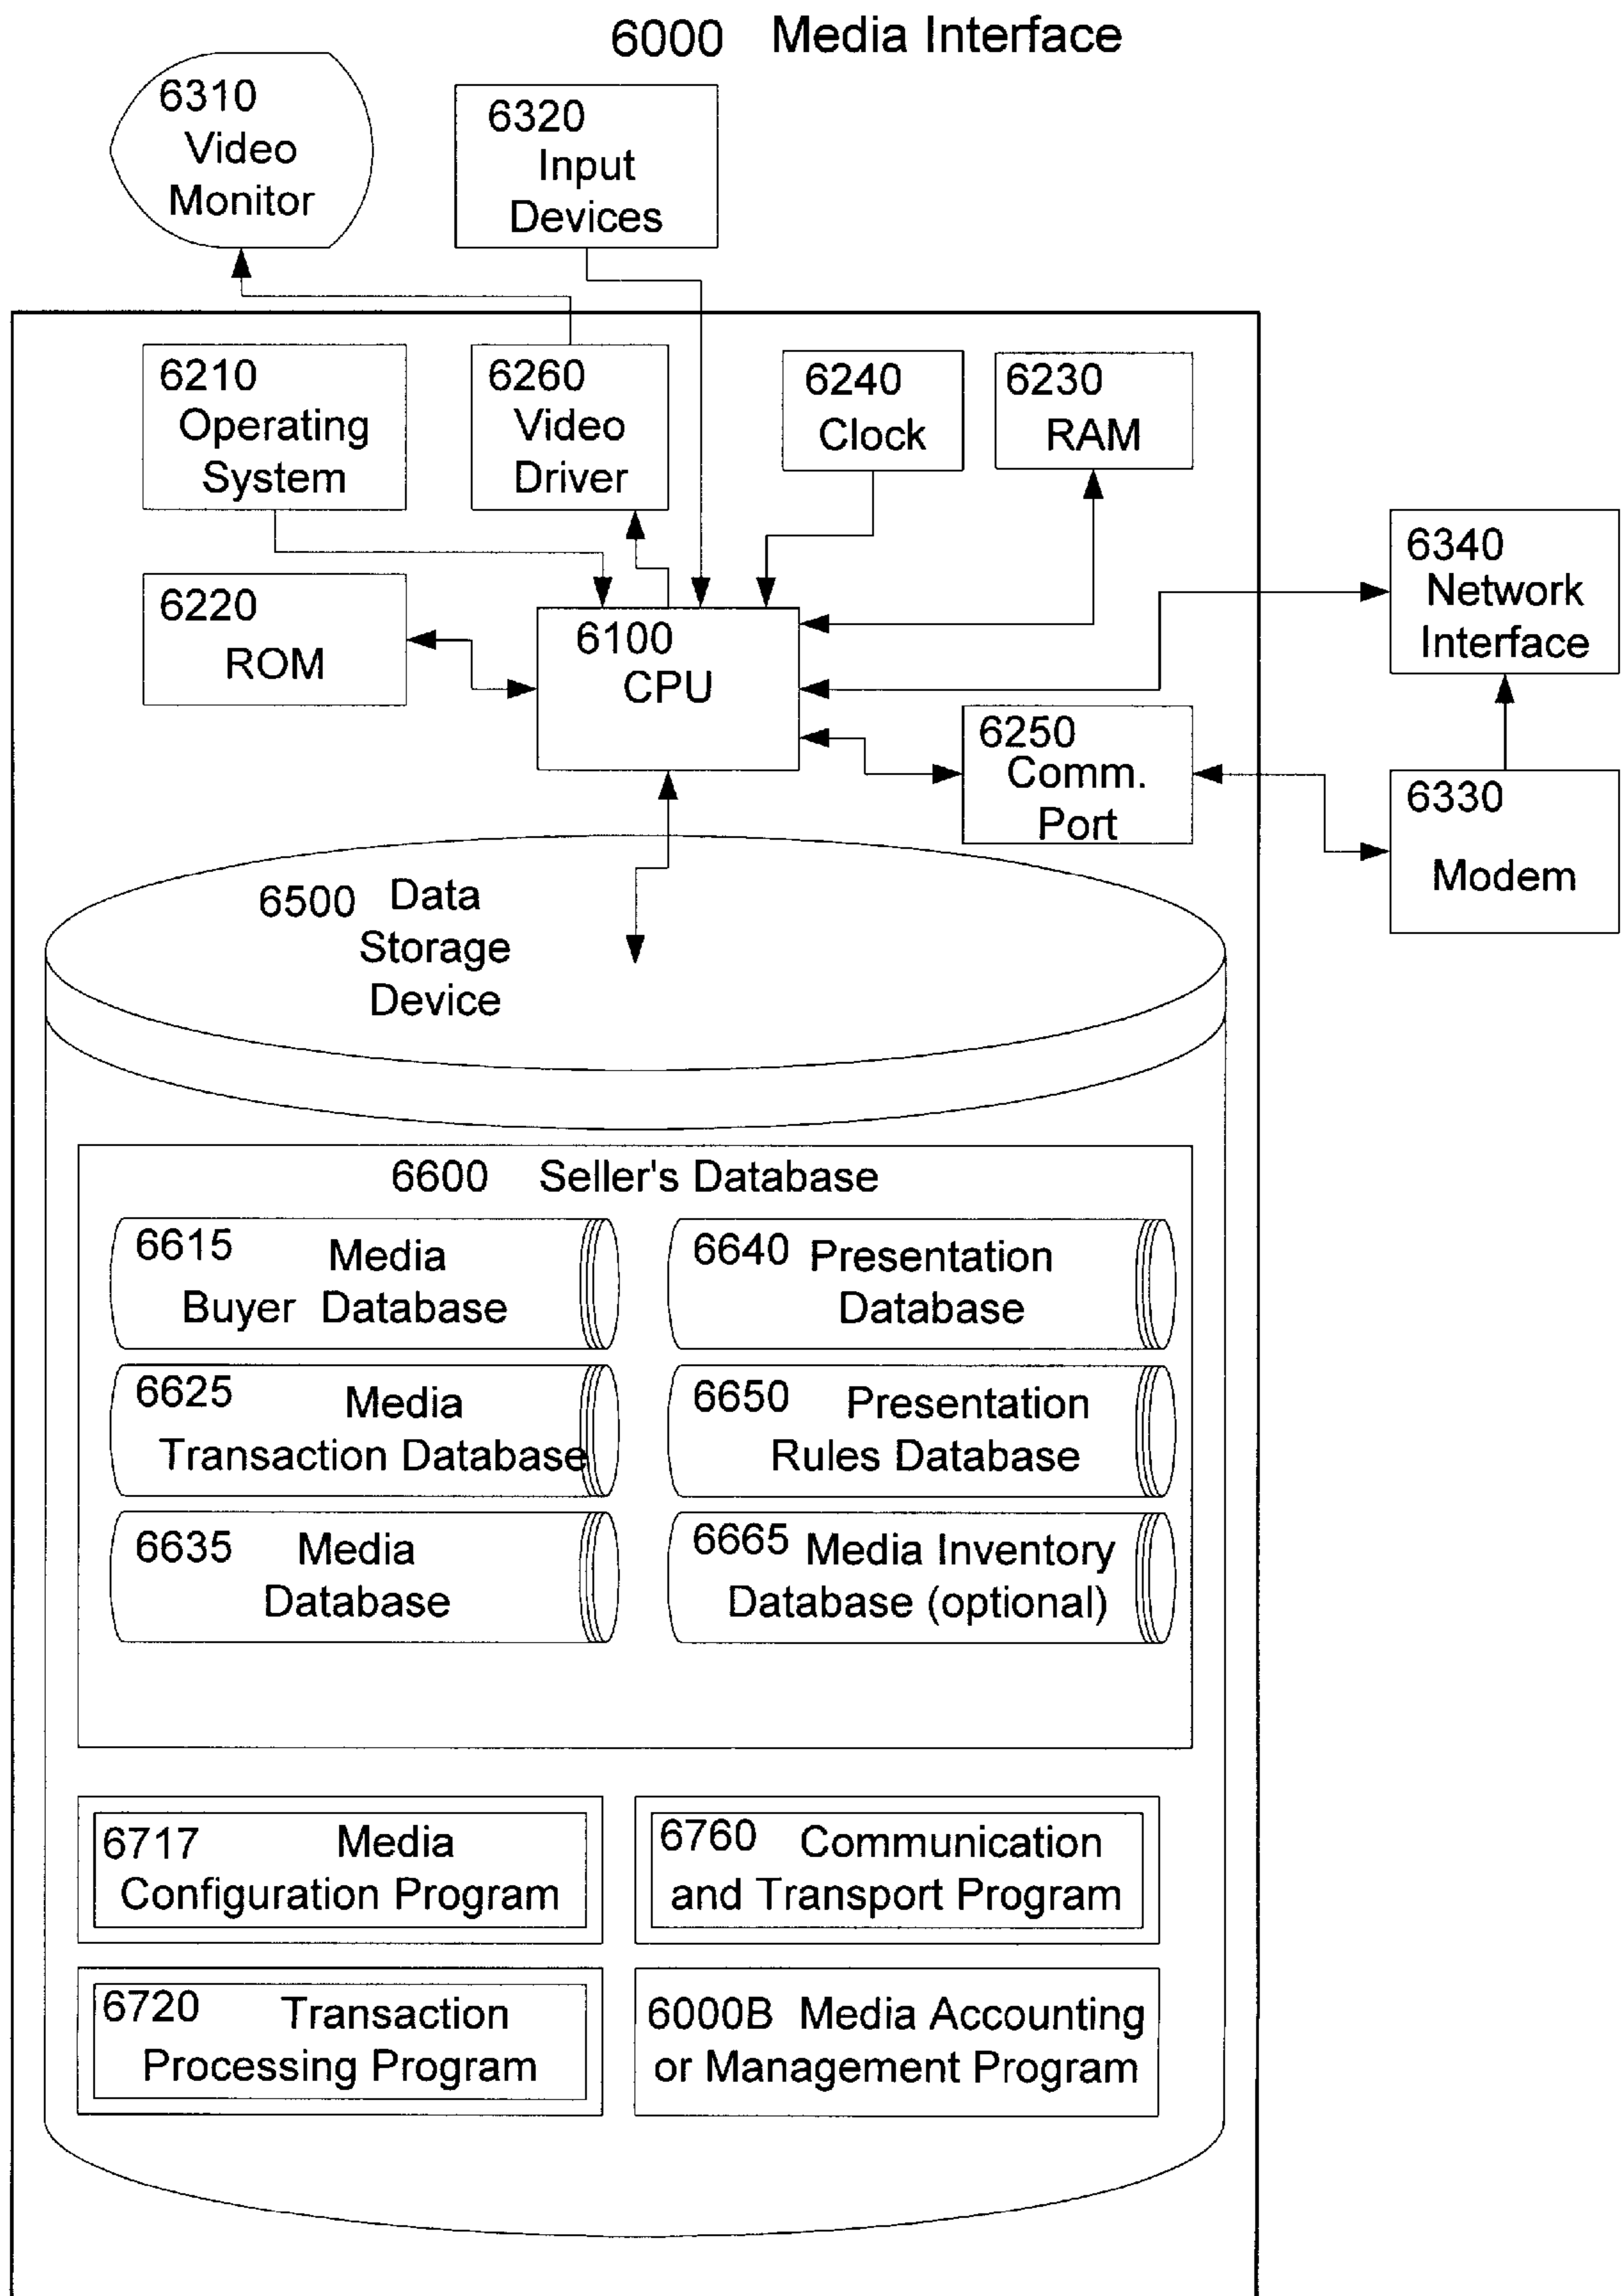 6000 Media Interface
6310
Video
Monitor
6320
Input
Devices
6210
Operating
System
6260
Video
Driver
6240
Clock
6230
RAM
6340
Network
Interface
6220
ROM
6100
CPU
6250
Comm.
Port
6330
Modem
6500 Data
Storage
Device
6600 Seller's Database
6615 Media
Buyer Database
6640 Presentation
Database
6625 Media
Transaction Database
6650 Presentation
Rules Database
6635 Media
Database
6665 Media Inventory
Database (optional)
6717 Media
Configuration Program
6760 Communication
and Transport Program
6720 Transaction
Processing Program
6000B Media Accounting
or Management Program